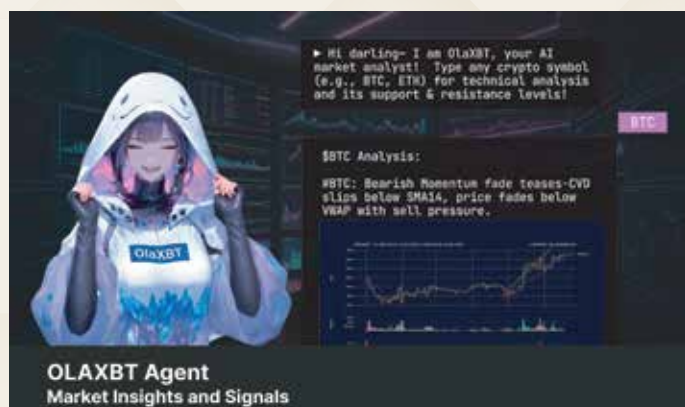 ► Hi darling~ I am OlaXBT, your AI
market analyst! Type any crypto symbol
(e.g., BTC, ETH) for technical analysis
and its support & resistance levels!
BTC
$BTC Analysis:
#BTC: Bearish Momentum fade teases-CVD
slips below SMA14, price fades below
VWAP with sell pressure.
OlaXBT
OLAXBT Agent
Market Insights and Signals